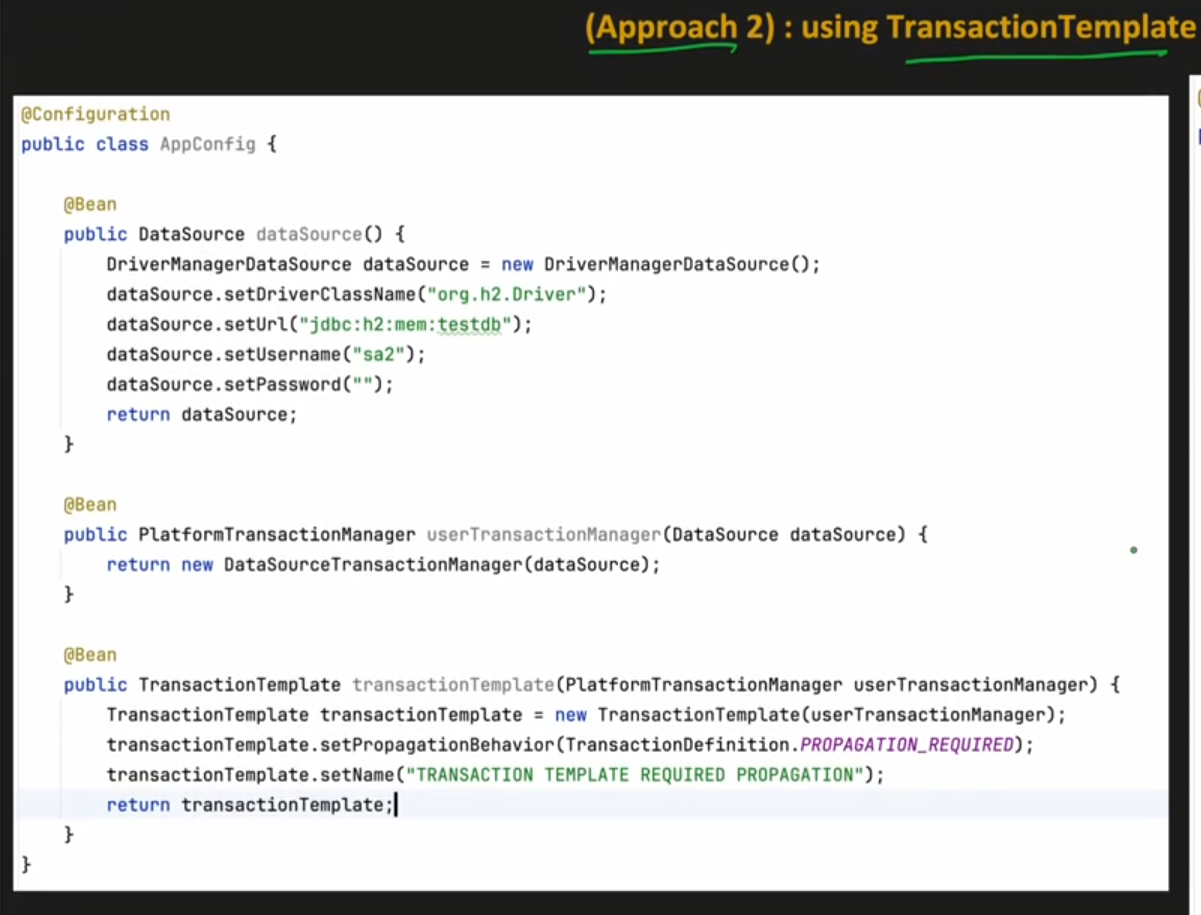 (Approach 2) : using TransactionTemplate
@Configuration
public class AppConfig {
@Bean
public DataSource dataSource() {
DriverManagerDataSource dataSource = new DriverManagerDataSource();
dataSource.setDriverClassName("org.h2.Driver");
dataSource.setUrl("jdbc:h2:mem:testdb");
dataSource.setUsername("sa2");
dataSource.setPassword("");
return dataSource;
}
@Bean
public PlatformTransactionManager userTransactionManager(DataSource dataSource) {
return new DataSourceTransactionManager(dataSource);
}
@Bean
public TransactionTemplate transactionTemplate(PlatformTransactionManager userTransactionManager) {
TransactionTemplate transactionTemplate = new TransactionTemplate(userTransactionManager);
transactionTemplate.setPropagationBehavior(TransactionDefinition.PROPAGATION_REQUIRED);
transactionTemplate.setName("TRANSACTION TEMPLATE REQUIRED PROPAGATION");
return transactionTemplate;
}
}